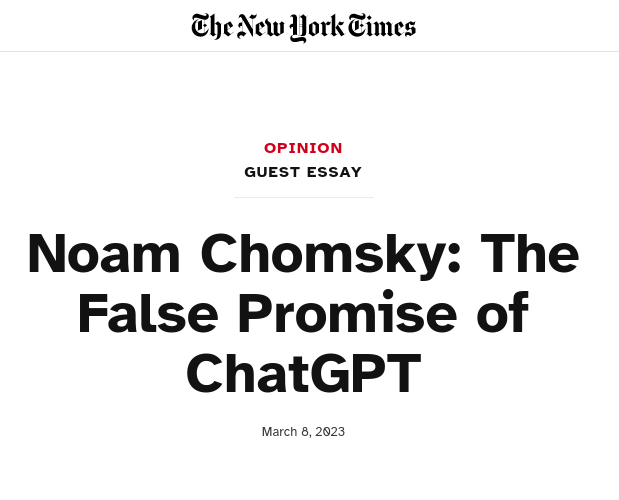 The New York Times
OPINION
GUEST ESSAY
Noam Chomsky: The
False Promise of
ChatGPT
March 8, 2023